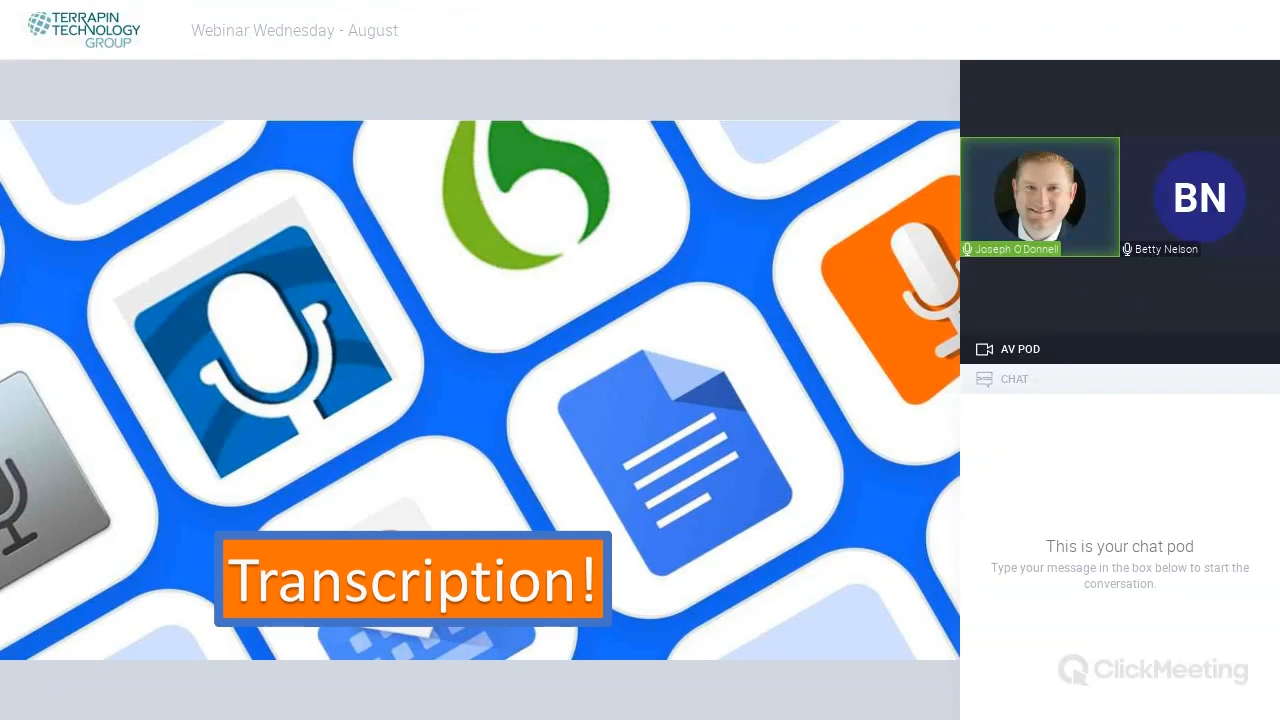 TERRAPIN
TECHNOLOGY
GROUP
Webinar Wednesday - August
Transcription!
BN
Joseph O'Donnell
Betty Nelson
AV POD
CHAT
This is your chat pod
Type your message in the box below to start the
conversation.
ClickMeeting